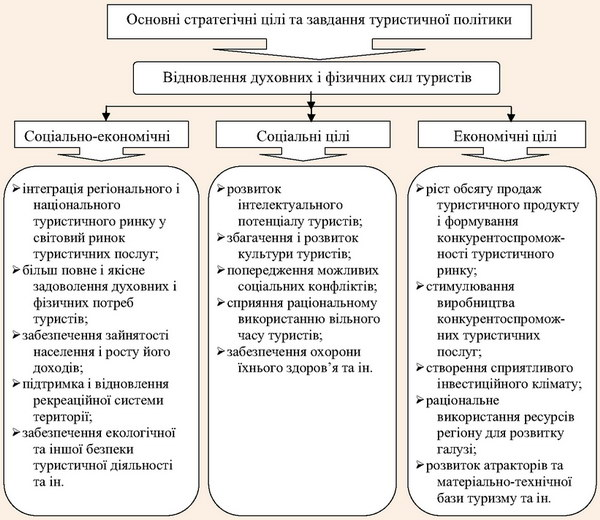 Основні стратегічні цілі та завдання туристичної політики
Відновлення духовних і фізичних сил туристів
Соціально-економічні
➢інтеграція регіонального і
національного
туристичного ринку у
світовий ринок
туристичних послуг;
➢більш повне і якісне
задоволення духовних і
фізичних потреб
туристів;
➢забезпечення зайнятості
населення і росту його
доходів;
➢підтримка і відновлення
рекреаційної системи
території;
➢забезпечення екологічної
та іншої безпеки
туристичної діяльності
та ін.
Соціальні цілі
➢розвиток
інтелектуального
потенціалу туристів;
➢збагачення і розвиток
культури туристів;
➢попередження можливих
соціальних конфліктів;
➢сприяння раціональному
використанню вільного
часу туристів;
➢забезпечення охорони
їхнього здоров’я та ін.
Економічні цілі
➢ріст обсягу продаж
туристичного продукту
і формування
конкурентоспромож-
ності туристичного
ринку;
➢стимулювання
виробництва
конкурентоспромож-
них туристичних
послуг;
➢створення сприятливого
інвестиційного клімату;
➢раціональне
використання ресурсів
регіону для розвитку
галузі;
➢розвиток атракторів та
матеріально-технічної
бази туризму та ін.